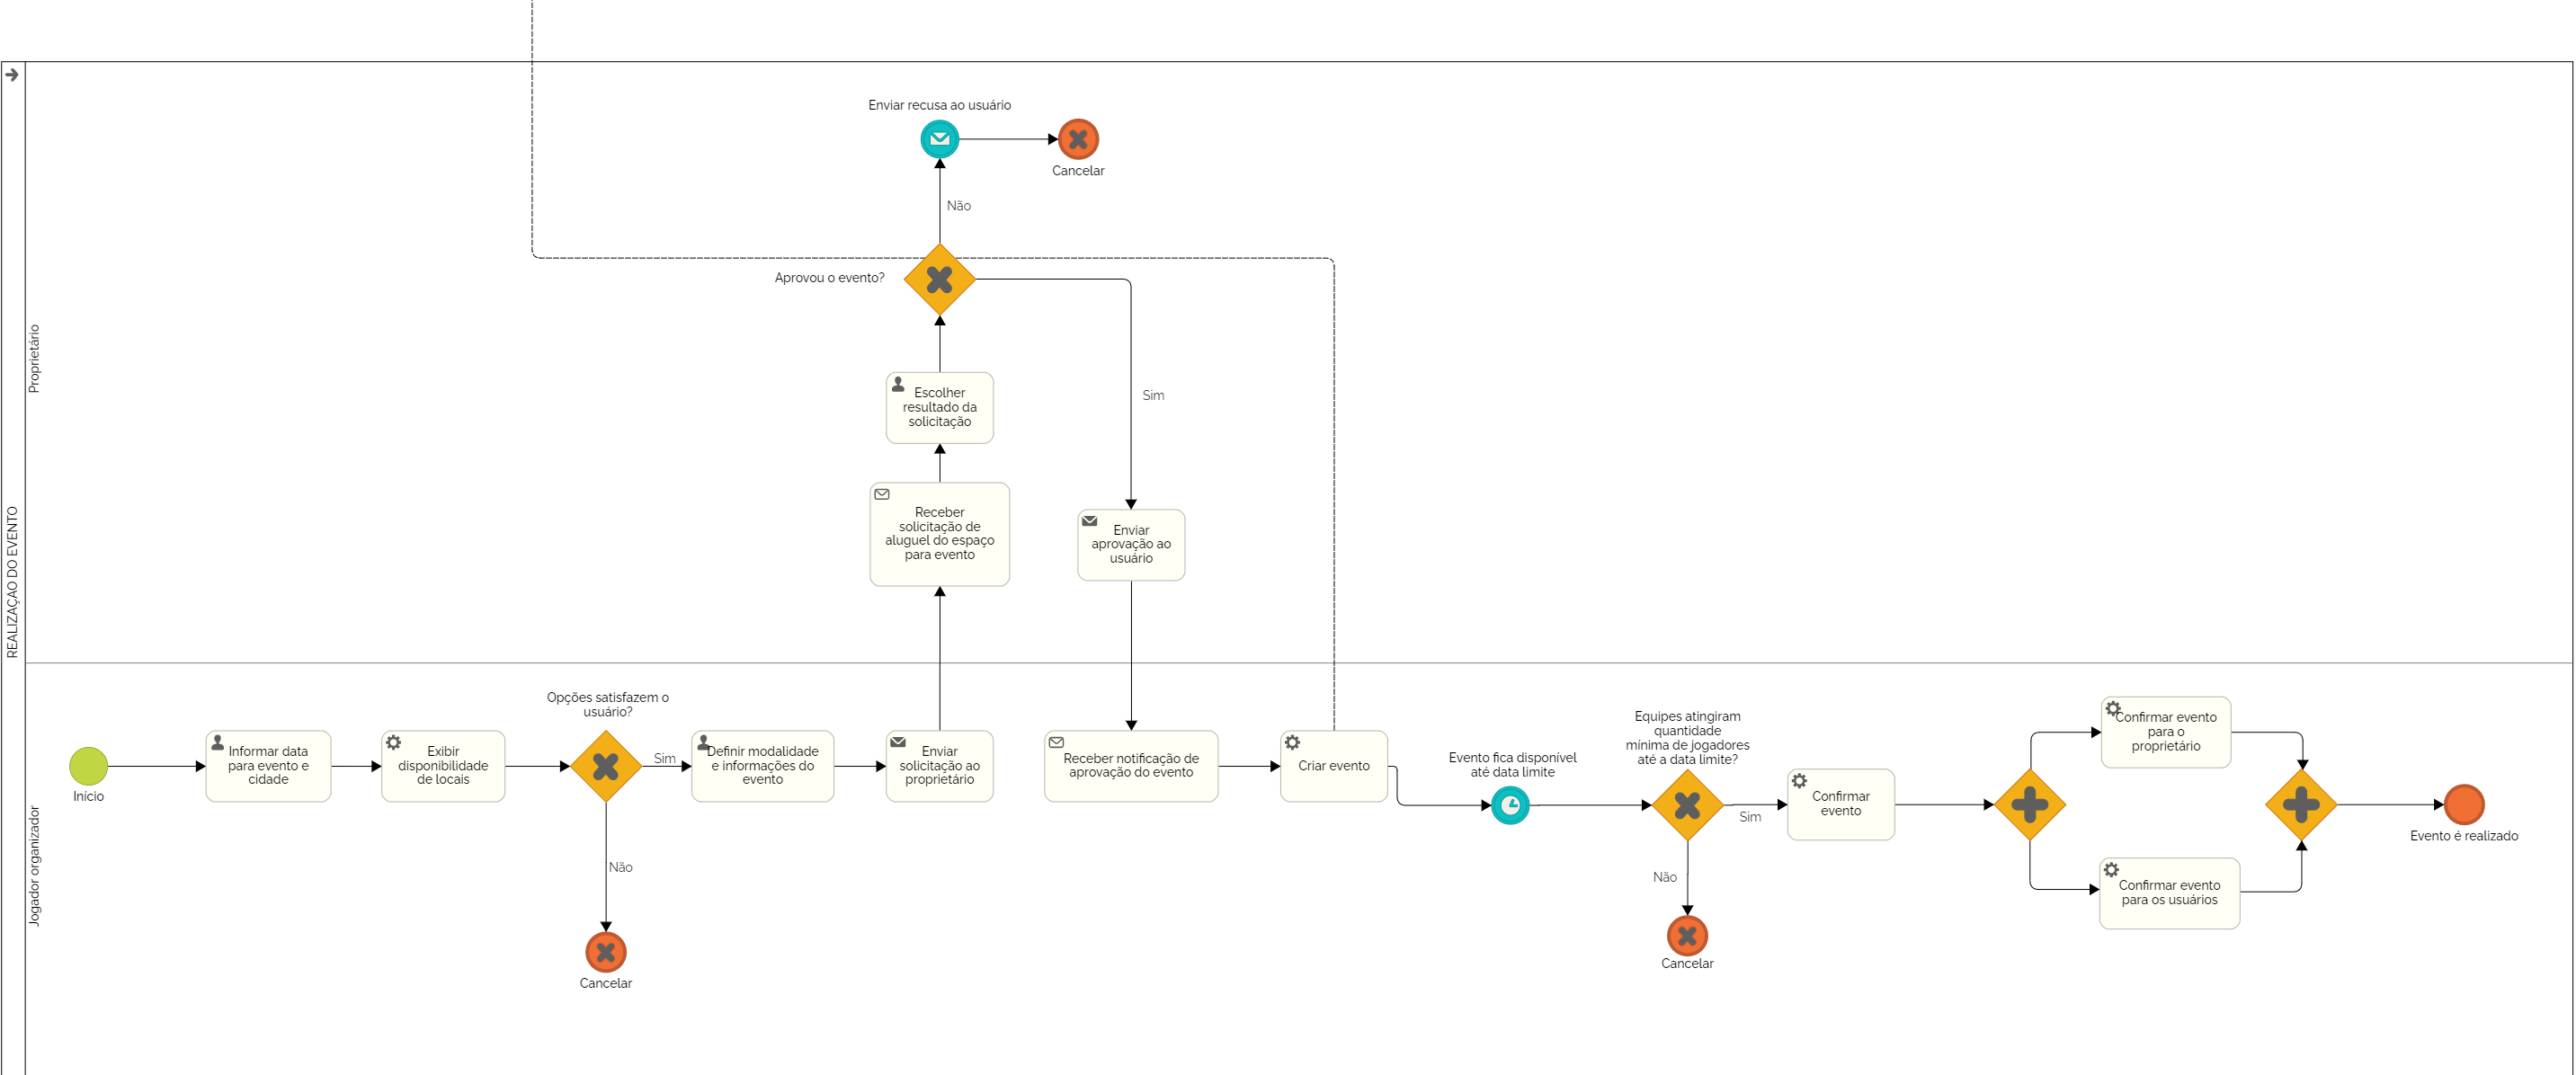 REALIZAÇAO DO EVENTO
Proprietário
Enviar recusa ao usuário
Cancelar
Não
Aprovou o evento?
Sim
Escolher
resultado da
solicitação
Receber
solicitação de
aluguel do espaço
para evento
Enviar
aprovação ao
usuário
Jogador organizador
Início
Informar data
para evento e
cidade
Exibir
disponibilidade
de locais
Opções satisfazem o
usuário?
Sim
Não
Cancelar
Definir modalidade
e informações do
evento
Enviar
solicitação ao
proprietário
Receber notificação de
aprovação do evento
Criar evento
Evento fica disponível
até data limite
Equipes atingiram
quantidade
mínima de jogadores
até a data limite?
Sim
Não
Cancelar
Confirmar
evento
Confirmar evento
para o
proprietário
Confirmar evento
para os usuários
Evento é realizado